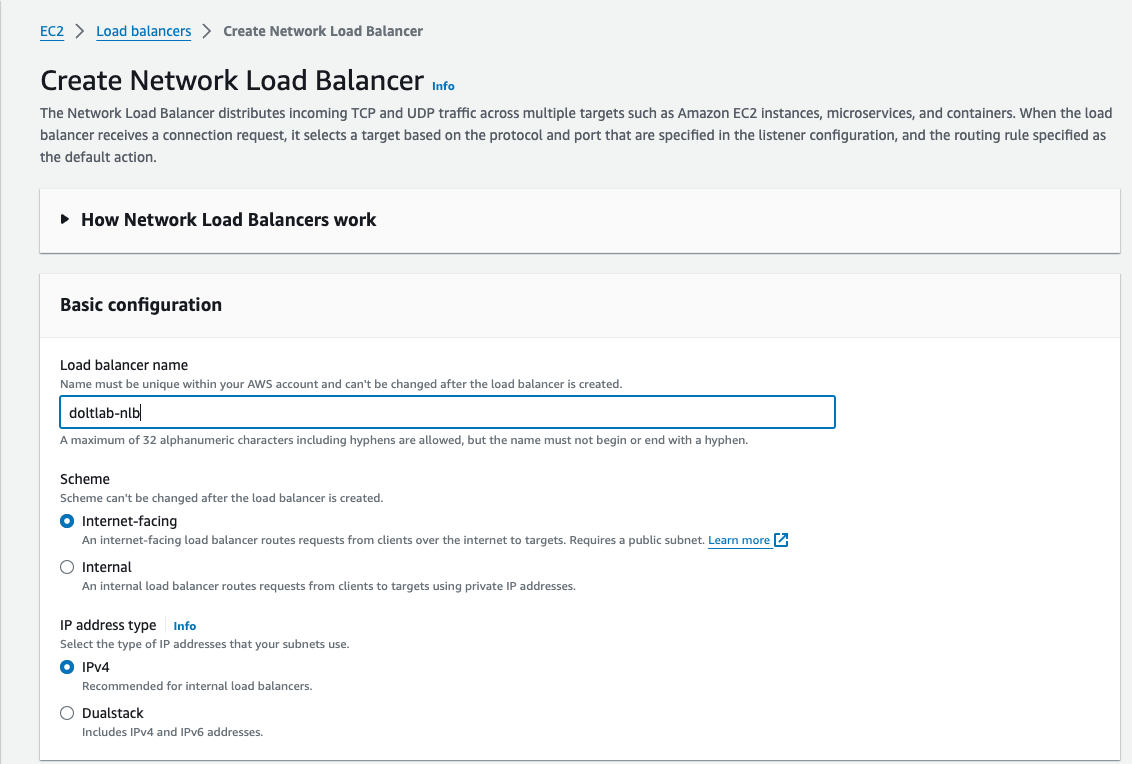 EC2 > Load balancers > Create Network Load Balancer
Create Network Load Balancer Info
The Network Load Balancer distributes incoming TCP and UDP traffic across multiple targets such as Amazon EC2 instances, microservices, and containers. When the load
balancer receives a connection request, it selects a target based on the protocol and port that are specified in the listener configuration, and the routing rule specified as
the default action.
How Network Load Balancers work
Basic configuration
Load balancer name
Name must be unique within your AWS account and can't be changed after the load balancer is created.
doltlab-nlb
A maximum of 32 alphanumeric characters including hyphens are allowed, but the name must not begin or end with a hyphen.
Scheme
Scheme can't be changed after the load balancer is created.
Internet-facing
An internet-facing load balancer routes requests from clients over the internet to targets. Requires a public subnet. Learn more
Internal
An internal load balancer routes requests from clients to targets using private IP addresses.
IP address type Info
Select the type of IP addresses that your subnets use.
IPv4
Recommended for internal load balancers.
Dualstack
Includes IPv4 and IPv6 addresses.